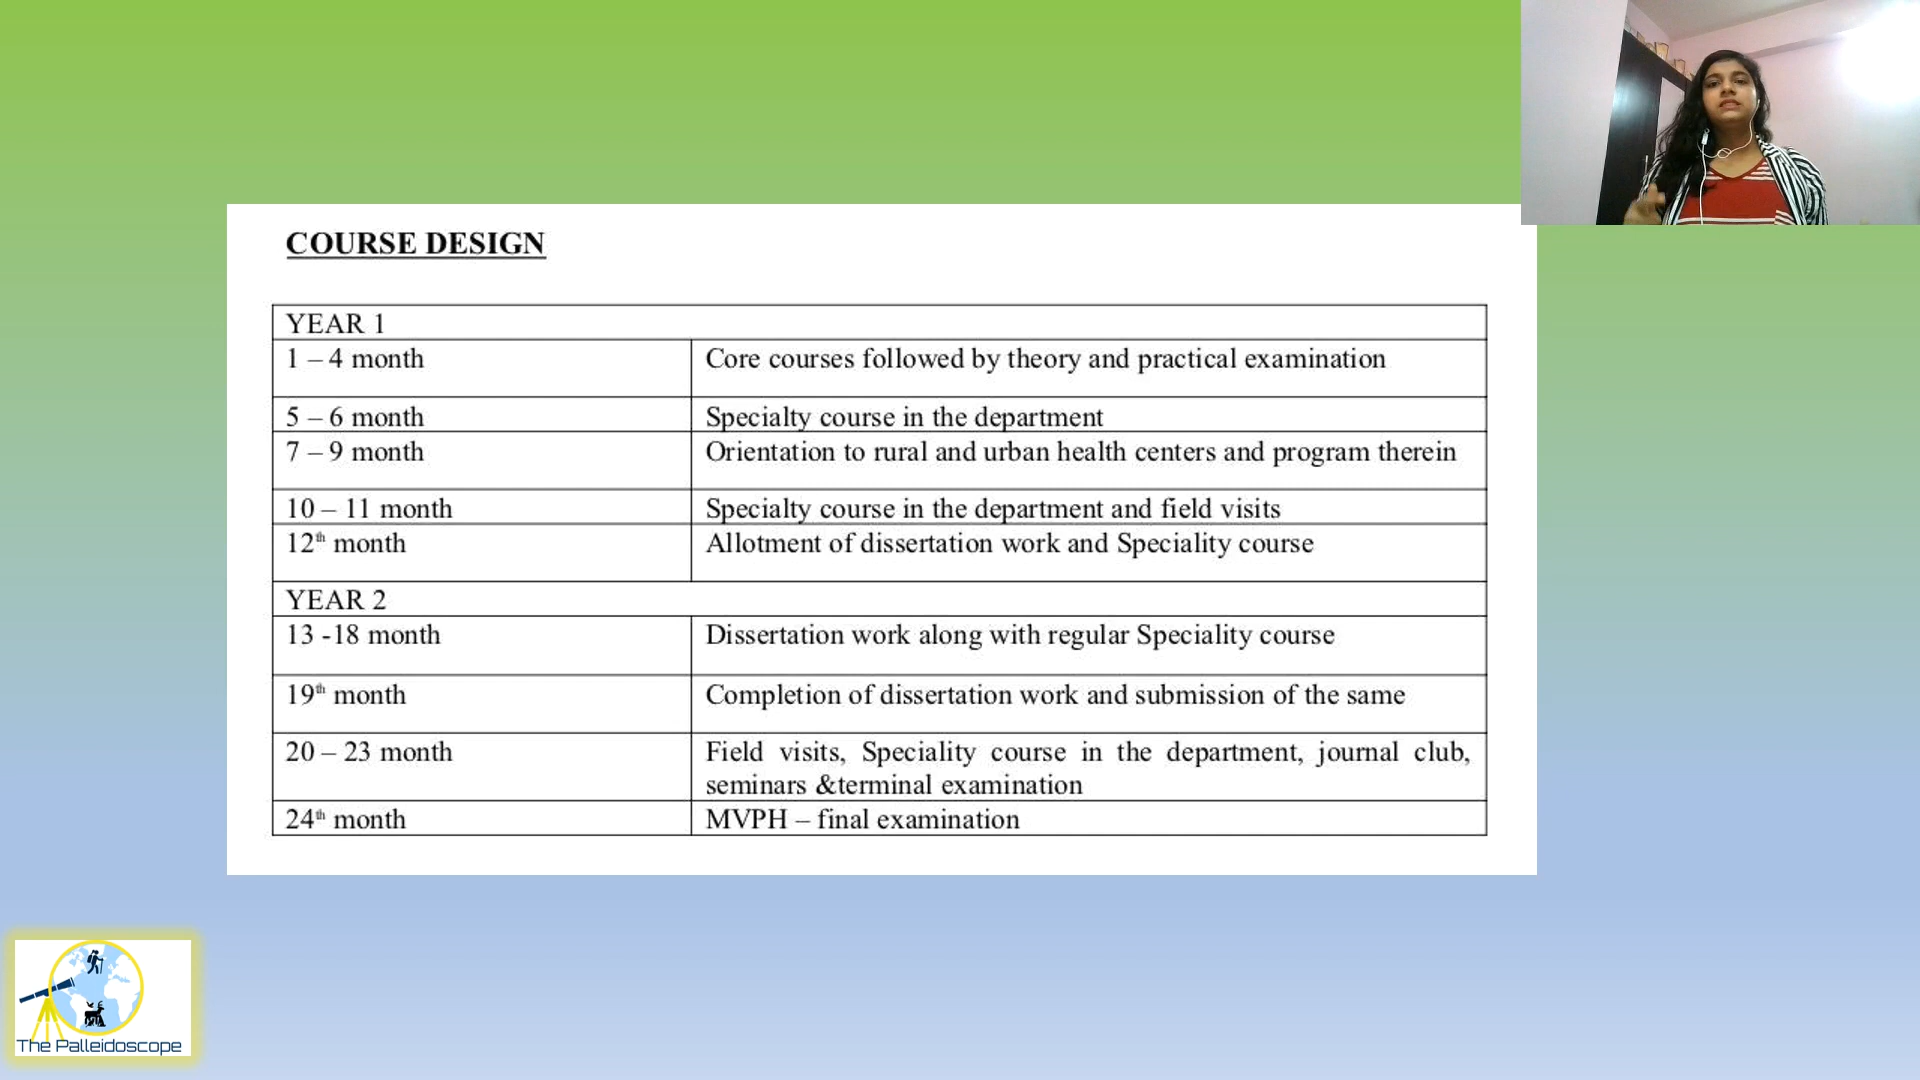 COURSE DESIGN
YEAR 1
1 – 4 month
Core courses followed by theory and practical examination
5 – 6 month
Specialty course in the department
7 – 9 month
Orientation to rural and urban health centers and program therein
10 – 11 month
Specialty course in the department and field visits
12th month
Allotment of dissertation work and Speciality course
YEAR 2
13 -18 month
Dissertation work along with regular Speciality course
19th month
Completion of dissertation work and submission of the same
20 – 23 month
Field visits, Speciality course in the department, journal club,
seminars &terminal examination
24th month
MVPH – final examination
The Palleidoscope